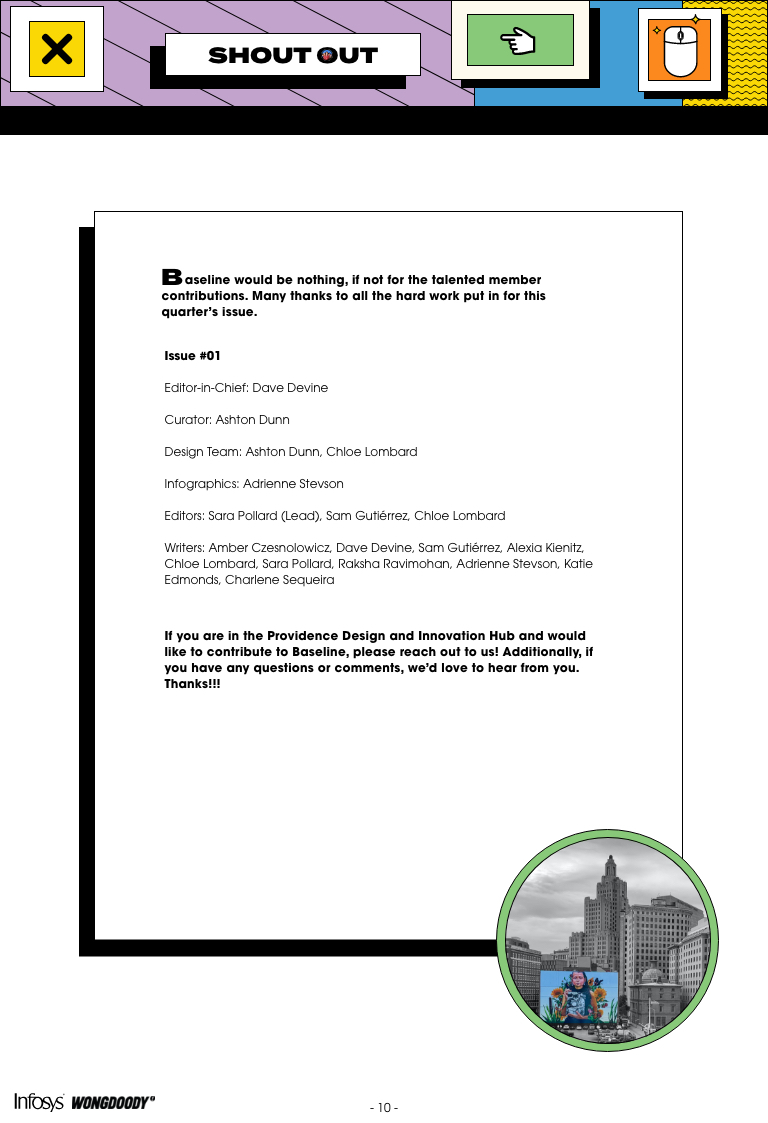 SHOUT OUT
Baseline would be nothing, if not for the talented member
contributions. Many thanks to all the hard work put in for this
quarter’s issue.
Issue #01
Editor-in-Chief: Dave Devine
Curator: Ashton Dunn
Design Team: Ashton Dunn, Chloe Lombard
Infographics: Adrienne Stevson
Editors: Sara Pollard (Lead), Sam Gutiérrez, Chloe Lombard
Writers: Amber Czesnolowicz, Dave Devine, Sam Gutiérrez, Alexia Kienitz,
Chloe Lombard, Sara Pollard, Raksha Ravimohan, Adrienne Stevson, Katie
Edmonds, Charlene Sequeira
If you are in the Providence Design and Innovation Hub and would
like to contribute to Baseline, please reach out to us! Additionally, if
you have any questions or comments, we’d love to hear from you.
Thanks!!!
Infosys WONGDOODY
- 10 -